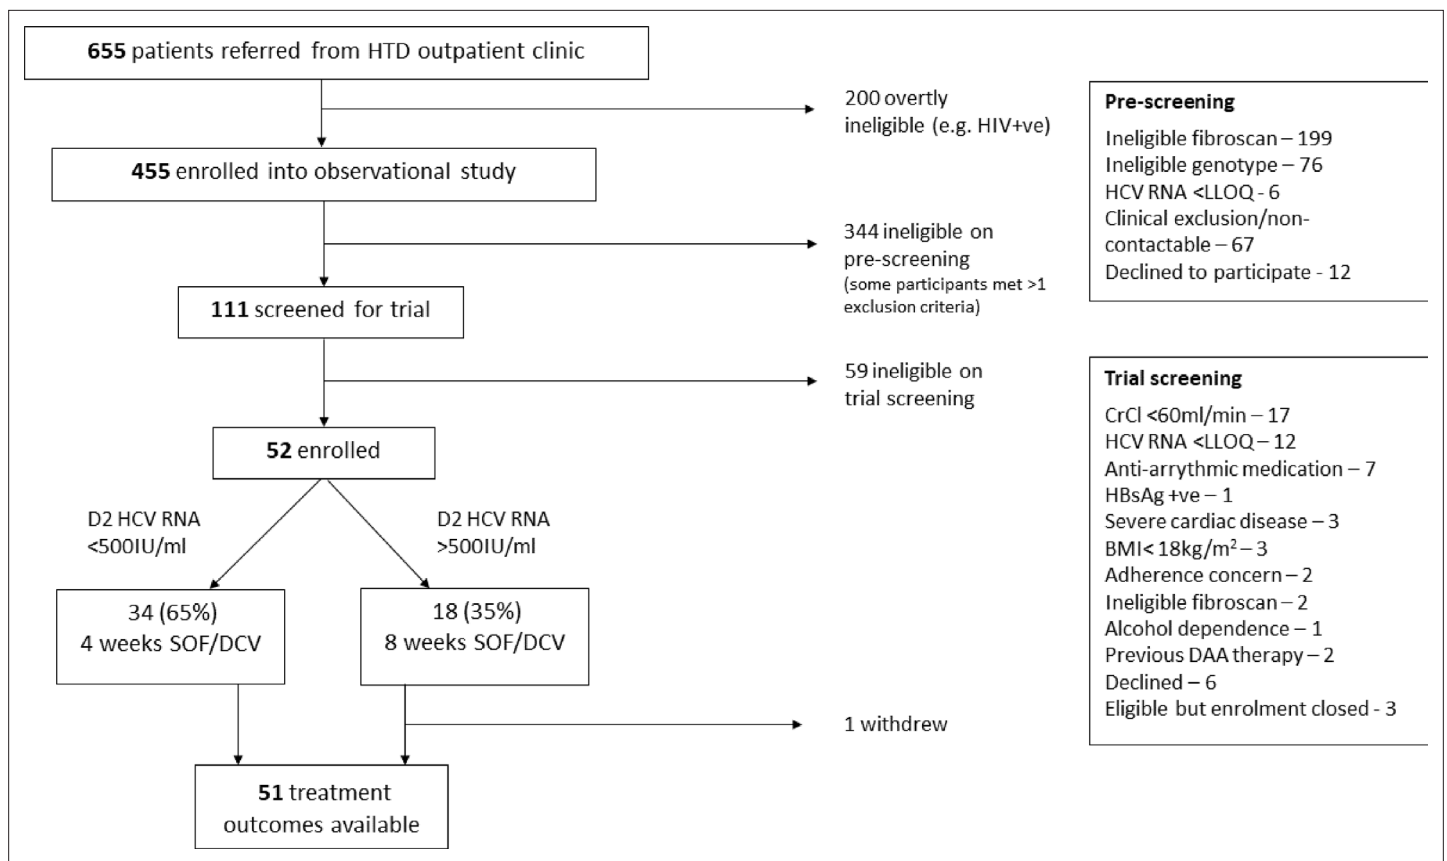 655 patients referred from HTD outpatient clinic
200 overtly
ineligible (e.g. HIV+ve)
455 enrolled into observational study
344 ineligible on
pre-screening
(some participants met >1
exclusion criteria)
111 screened for trial
59 ineligible on
trial screening
52 enrolled
D2 HCV RNA
<500IU/ml
D2 HCV RNA
>500IU/ml
34 (65%)
4 weeks SOF/DCV
18 (35%)
8 weeks SOF/DCV
1 withdrew
51 treatment
outcomes available
Pre-screening
Ineligible fibroscan – 199
Ineligible genotype – 76
HCV RNA <LLOQ - 6
Clinical exclusion/non-
contactable – 67
Declined to participate - 12
Trial screening
CrCl <60ml/min – 17
HCV RNA <LLOQ – 12
Anti-arrythmic medication – 7
HBsAg +ve – 1
Severe cardiac disease – 3
BMI< 18kg/m² – 3
Adherence concern – 2
Ineligible fibroscan – 2
Alcohol dependence – 1
Previous DAA therapy – 2
Declined – 6
Eligible but enrolment closed - 3